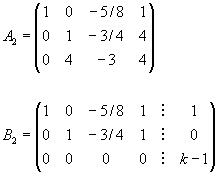 A₂ = ( 1 0 −5/8 1
0 1 −3/4 4
0 4 −3 4 )
B₂ = ( 1 0 −5/8 1 ⋮ 1
0 1 −3/4 1 ⋮ 0
0 0 0 0 ⋮ k−1 )